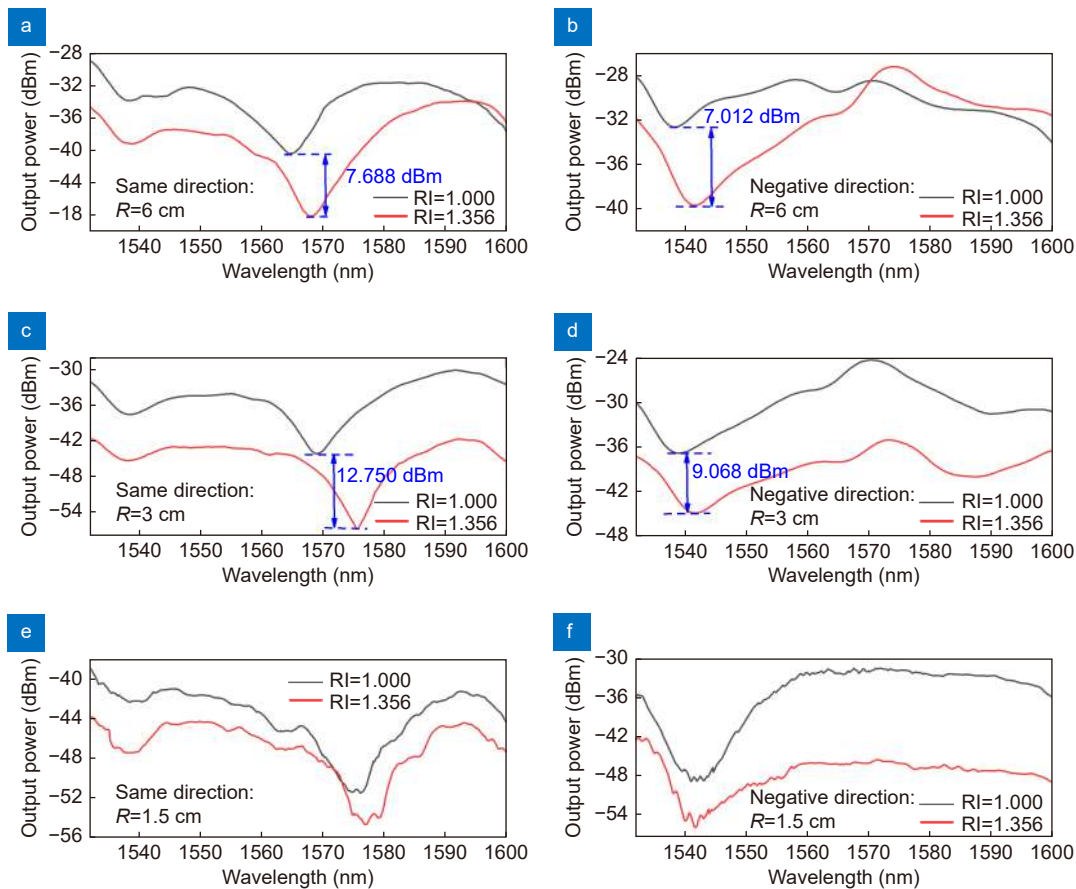 a
Output power (dBm)
−28
−32
−36
−40
−48
−18
7.688 dBm
Same direction:
R=6 cm
RI=1.000
RI=1.356
1540 1550 1560 1570 1580 1590 1600
Wavelength (nm)
b
Output power (dBm)
−28
−32
−36
−40
7.012 dBm
Negative direction:
R=6 cm
RI=1.000
RI=1.356
1540 1550 1560 1570 1580 1590 1600
Wavelength (nm)
c
Output power (dBm)
−30
−36
−42
−48
−54
12.750 dBm
Same direction:
R=3 cm
RI=1.000
RI=1.356
1540 1550 1560 1570 1580 1590 1600
Wavelength (nm)
d
Output power (dBm)
−24
−30
−36
−42
−48
9.068 dBm
Negative direction:
R=3 cm
RI=1.000
RI=1.356
1540 1550 1560 1570 1580 1590 1600
Wavelength (nm)
e
Output power (dBm)
−40
−44
−48
−52
−56
RI=1.000
RI=1.356
Same direction:
R=1.5 cm
1540 1550 1560 1570 1580 1590 1600
Wavelength (nm)
f
Output power (dBm)
−30
−36
−42
−48
−54
Negative direction:
R=1.5 cm
RI=1.000
RI=1.356
1540 1550 1560 1570 1580 1590 1600
Wavelength (nm)